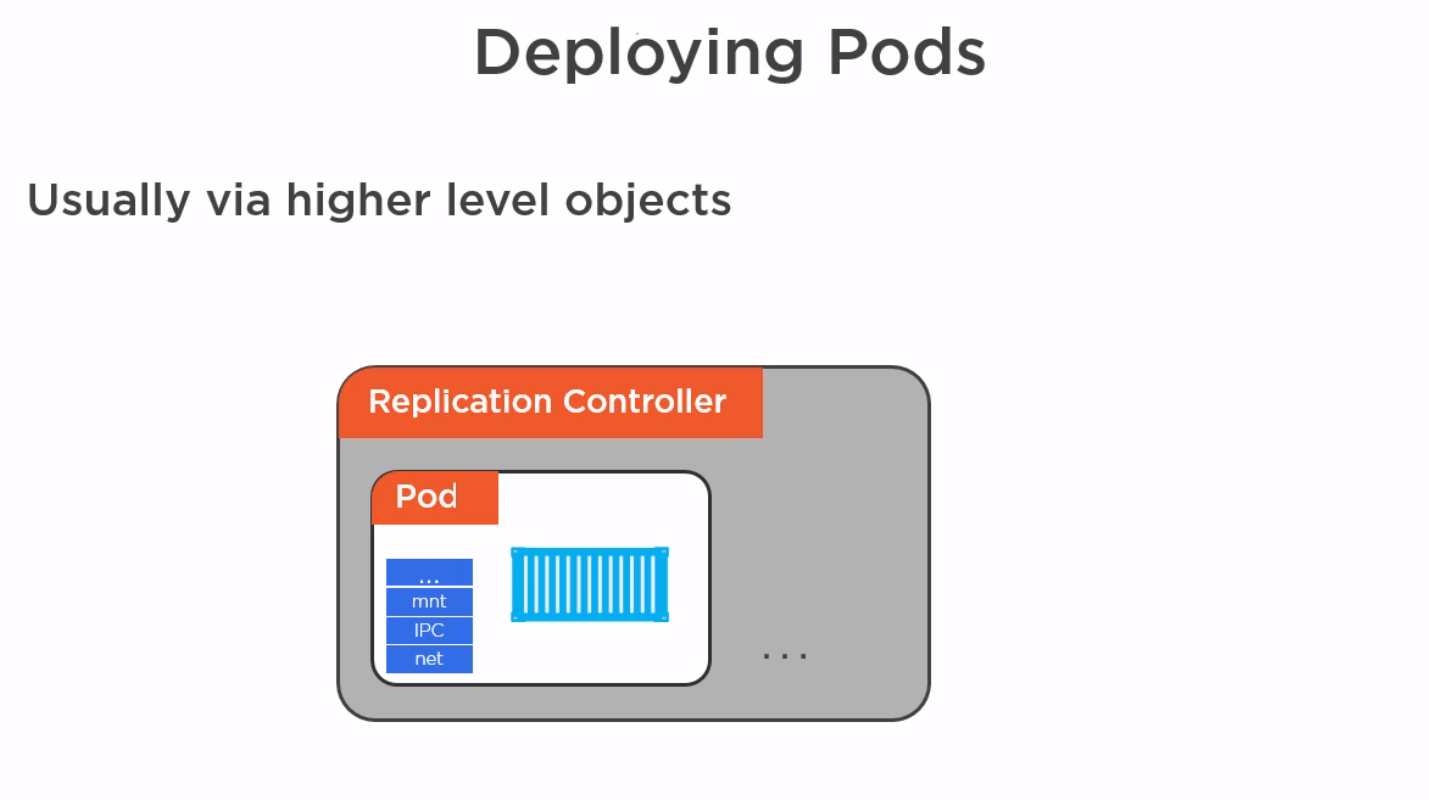 Deploying Pods
Usually via higher level objects
Replication Controller
Pod
...
mnt
IPC
net
...